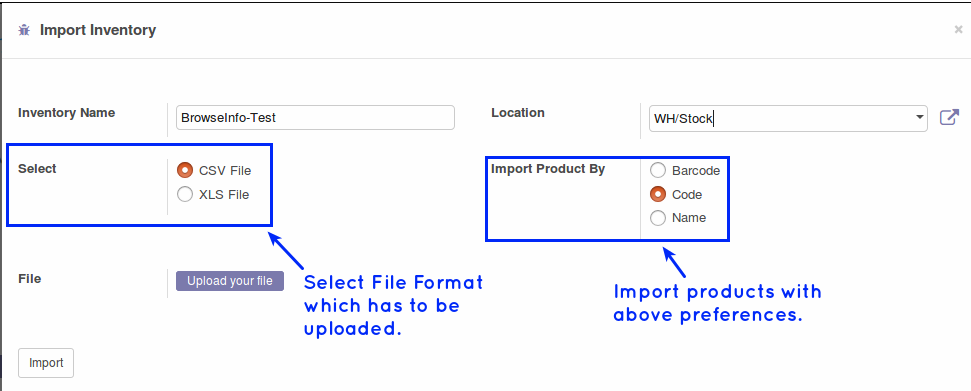 Import Inventory
Inventory Name
BrowseInfo-Test
Location
WH/Stock
Select
CSV File
XLS File
Import Product By
Barcode
Code
Name
File
Upload your file
Select File Format
which has to be
uploaded.
Import products with
above preferences.
Import